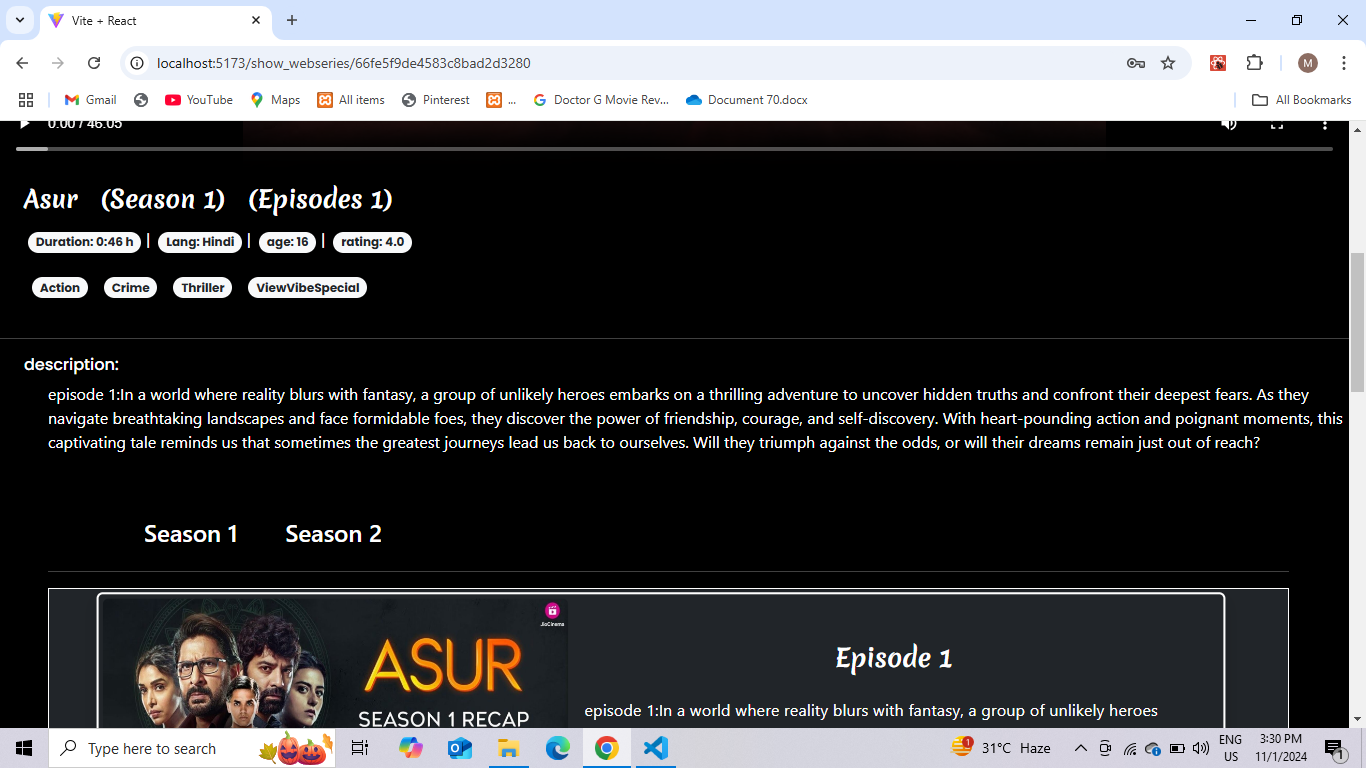 Vite + React
localhost:5173/show_webseries/66fe5f9de4583c8bad2d3280
M
Gmail
YouTube
Maps
All items
Pinterest
...
Doctor G Movie Rev...
Document 70.docx
All Bookmarks
0:00 / 46:05
Asur (Season 1) (Episodes 1)
Duration: 0:46 h | Lang: Hindi | age: 16 | rating: 4.0
Action Crime Thriller ViewVibeSpecial
description:
episode 1:In a world where reality blurs with fantasy, a group of unlikely heroes embarks on a thrilling adventure to uncover hidden truths and confront their deepest fears. As they
navigate breathtaking landscapes and face formidable foes, they discover the power of friendship, courage, and self-discovery. With heart-pounding action and poignant moments, this
captivating tale reminds us that sometimes the greatest journeys lead us back to ourselves. Will they triumph against the odds, or will their dreams remain just out of reach?
Season 1 Season 2
JioCinema
ASUR
SEASON 1 RECAP
Episode 1
episode 1:In a world where reality blurs with fantasy, a group of unlikely heroes
Type here to search
1
31°C Haze
ENG
US
3:30 PM
11/1/2024
1